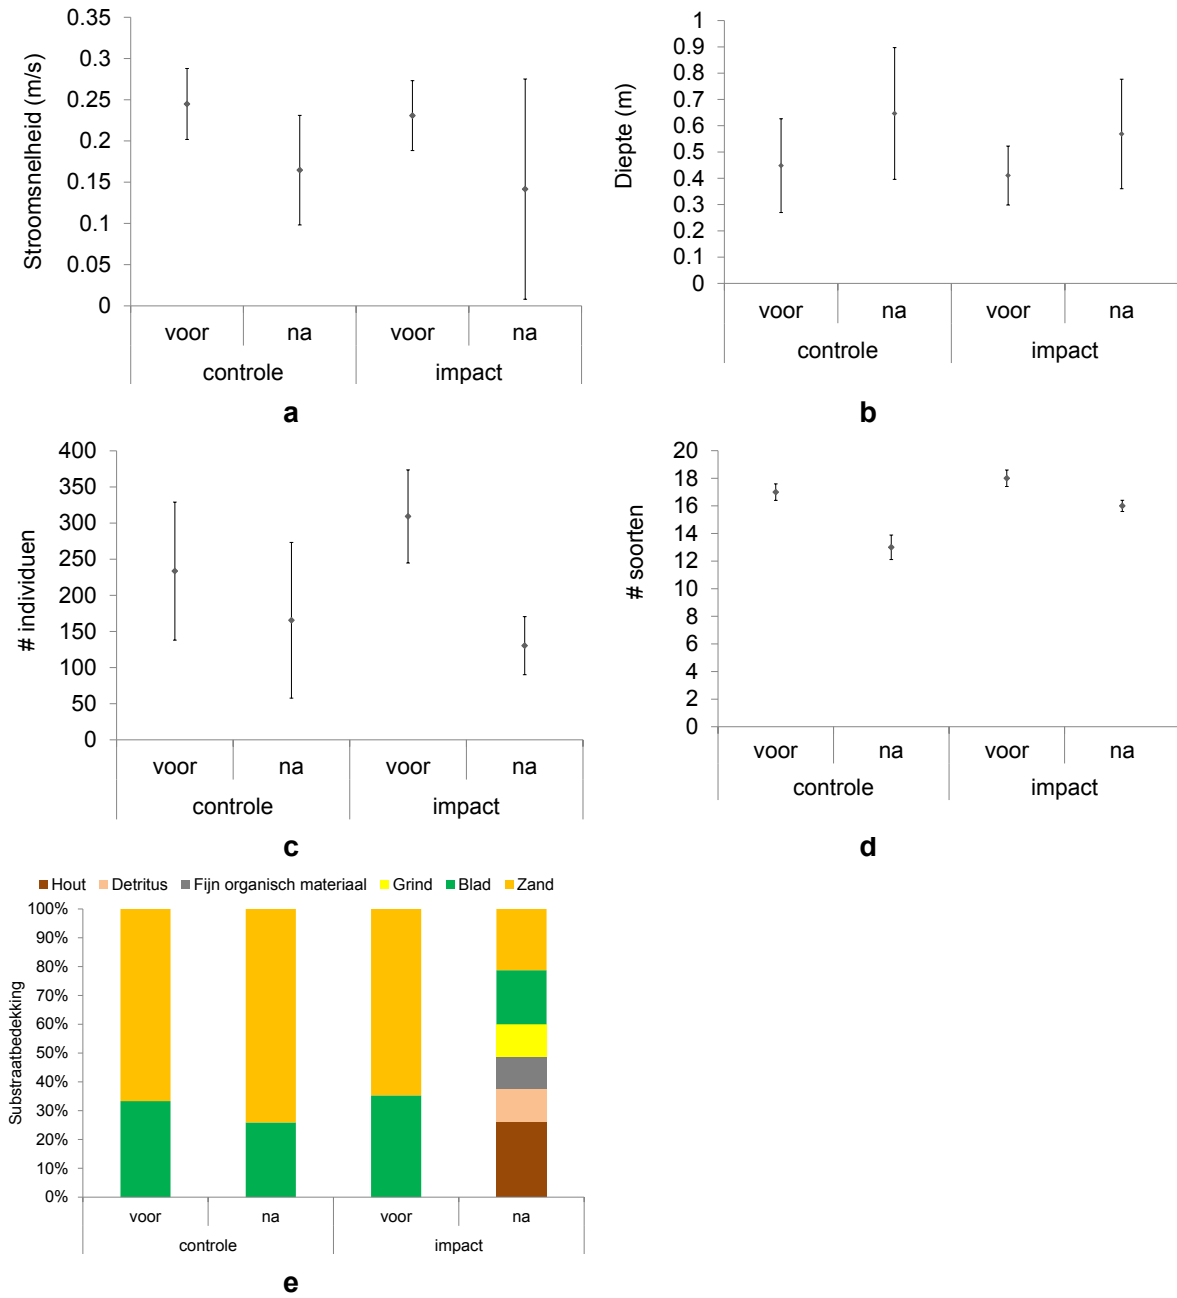 0.35
0.3
0.25
0.2
0.15
0.1
0.05
0
Stroomsnelheid (m/s)
voor na voor na
controle impact
a
1
0.9
0.8
0.7
0.6
0.5
0.4
0.3
0.2
0.1
0
Diepte (m)
voor na voor na
controle impact
b
400
350
300
250
200
150
100
50
0
# individuen
voor na voor na
controle impact
c
20
18
16
14
12
10
8
6
4
2
0
# soorten
voor na voor na
controle impact
d
Hout Detritus Fijn organisch materiaal Grind Blad Zand
100%
90%
80%
70%
60%
50%
40%
30%
20%
10%
0%
Substraatbedekking
voor na voor na
controle impact
e